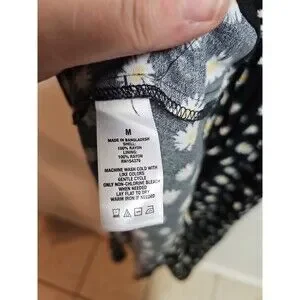 M
MADE IN BANGLADESH
SHELL:
100% RAYON
LINING:
100% RAYON
MACHINE WASH COLD WITH
LIKE COLORS
GENTLE CYCLE
ONLY NON-CHLORINE BLEACH
WHEN NEEDED
LAY FLAT TO DRY
WARM IRON IF NEEDED